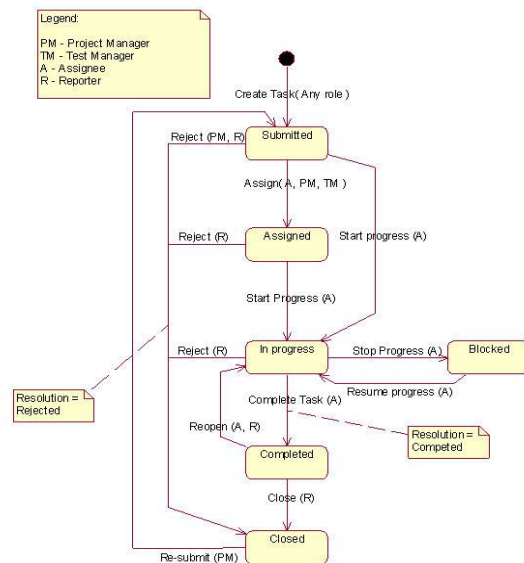 Legend:
PM - Project Manager
TM - Test Manager
A - Assignee
R - Reporter
Create Task( Any role )
Submitted
Reject (PM, R)
Assign( A, PM, TM )
Assigned
Reject (R)
Start progress (A)
Start Progress (A)
In progress
Reject (R)
Stop Progress (A)
Blocked
Resume progress (A)
Resolution =
Rejected
Complete Task (A)
Reopen (A, R)
Resolution =
Competed
Completed
Close (R)
Closed
Re-submit (PM)